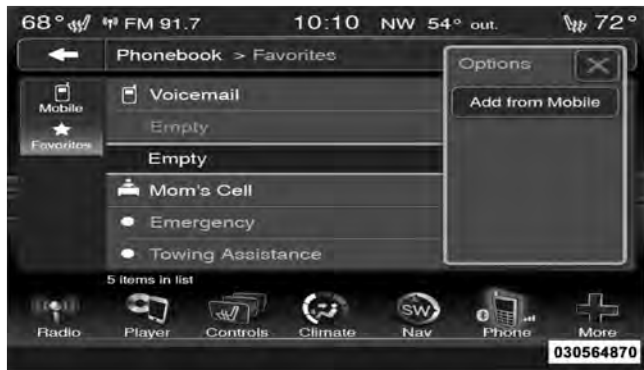 68° FM 91.7 10:10 NW 54° out. 72°
Phonebook > Favorites
Options
Mobile
Favorites
Voicemail
Empty
Empty
Mom's Cell
Emergency
Towing Assistance
Add from Mobile
5 items in list
Radio Player Controls Climate SW Nav Phone More
030564870